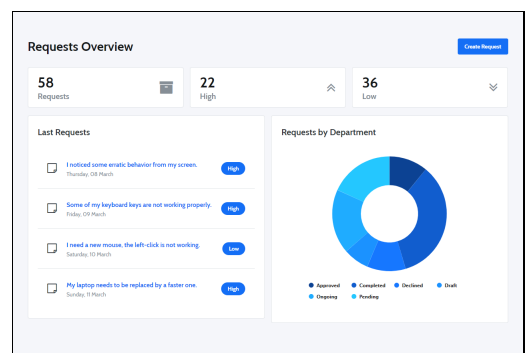 Requests Overview
Create Request
58
Requests
22
High
36
Low
Last Requests
I noticed some erratic behavior from my screen.
Thursday, 08 March
High
Some of my keyboard keys are not working properly.
Friday, 09 March
High
I need a new mouse, the left-click is not working.
Saturday, 10 March
Low
My laptop needs to be replaced by a faster one.
Sunday, 11 March
High
Requests by Department
Approved Completed Declined Draft
Ongoing Pending